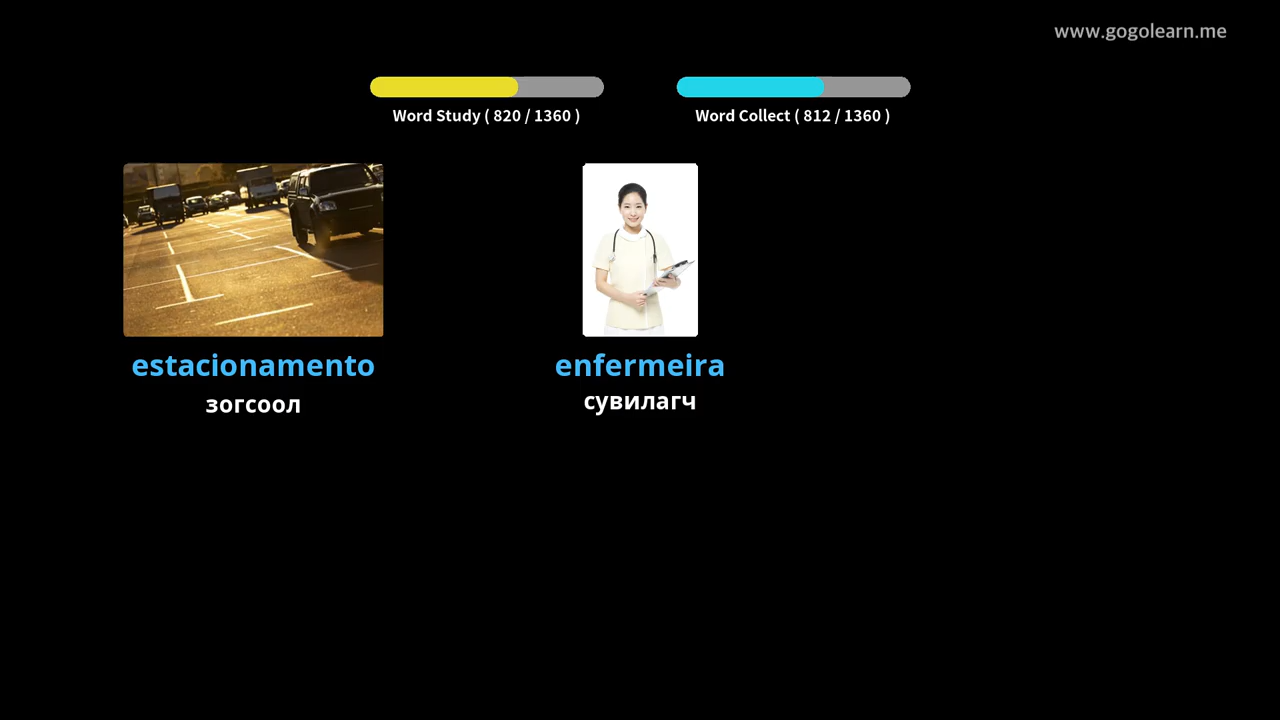 www.gogolearn.me
Word Study ( 820 / 1360 )
Word Collect ( 812 / 1360 )
estacionamento
зогсоол
enfermeira
сувилагч